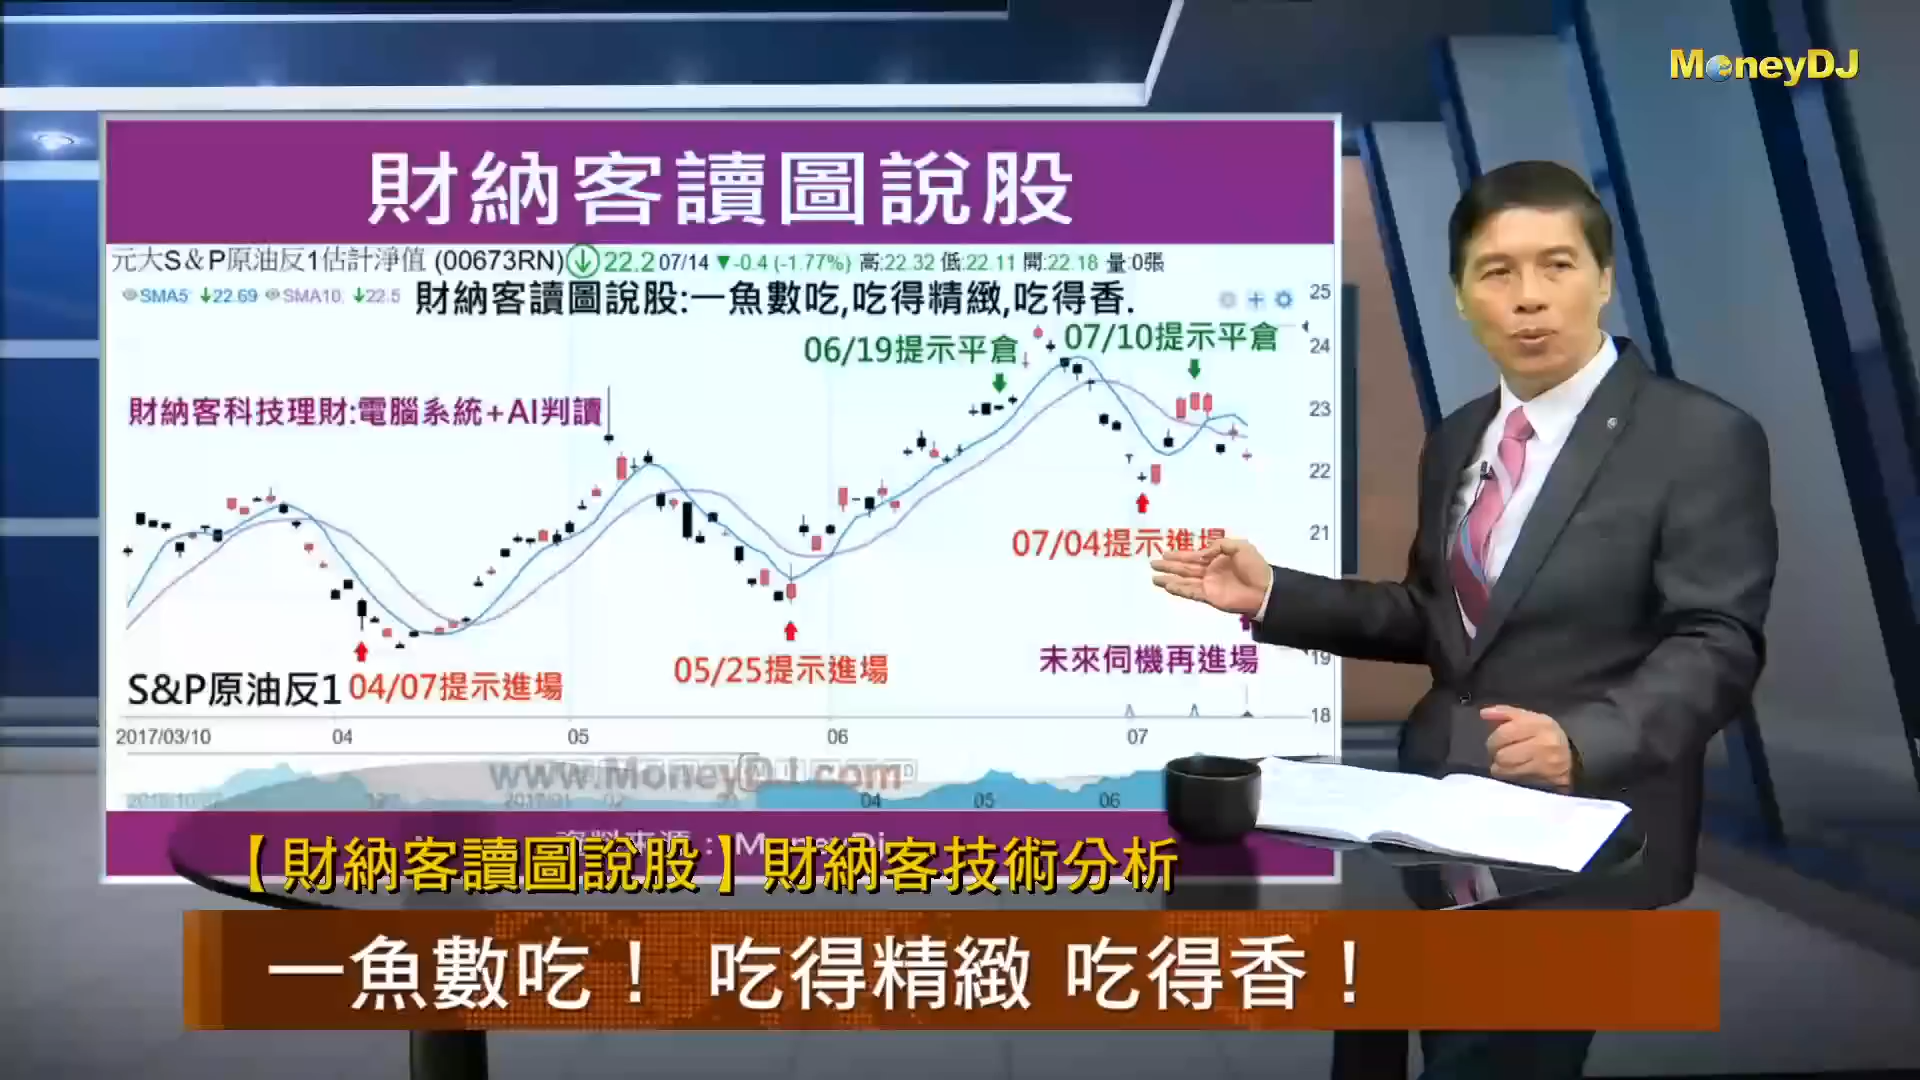 MoneyDJ
財納客讀圖說股
元大S&P原油反1估計淨值 (00673RN) 22.2 07/14 ▼-0.4 (-1.77%) 高:22.32 低:22.11 開:22.18 量:0張
SMA5 22.69 SMA10 22.5
財納客讀圖說股:一魚數吃,吃得精緻,吃得香.
25
06/19提示平倉
07/10提示平倉
24
財納客科技理財:電腦系統+AI判讀
23
22
07/04提示進場
21
未來伺機再進場
19
S&P原油反1
04/07提示進場
05/25提示進場
18
2017/03/10 04 05 06 07
www.MoneyDJ.com
04 05 06
資料來源:MoneyDj
【財納客讀圖說股】財納客技術分析
一魚數吃! 吃得精緻 吃得香!